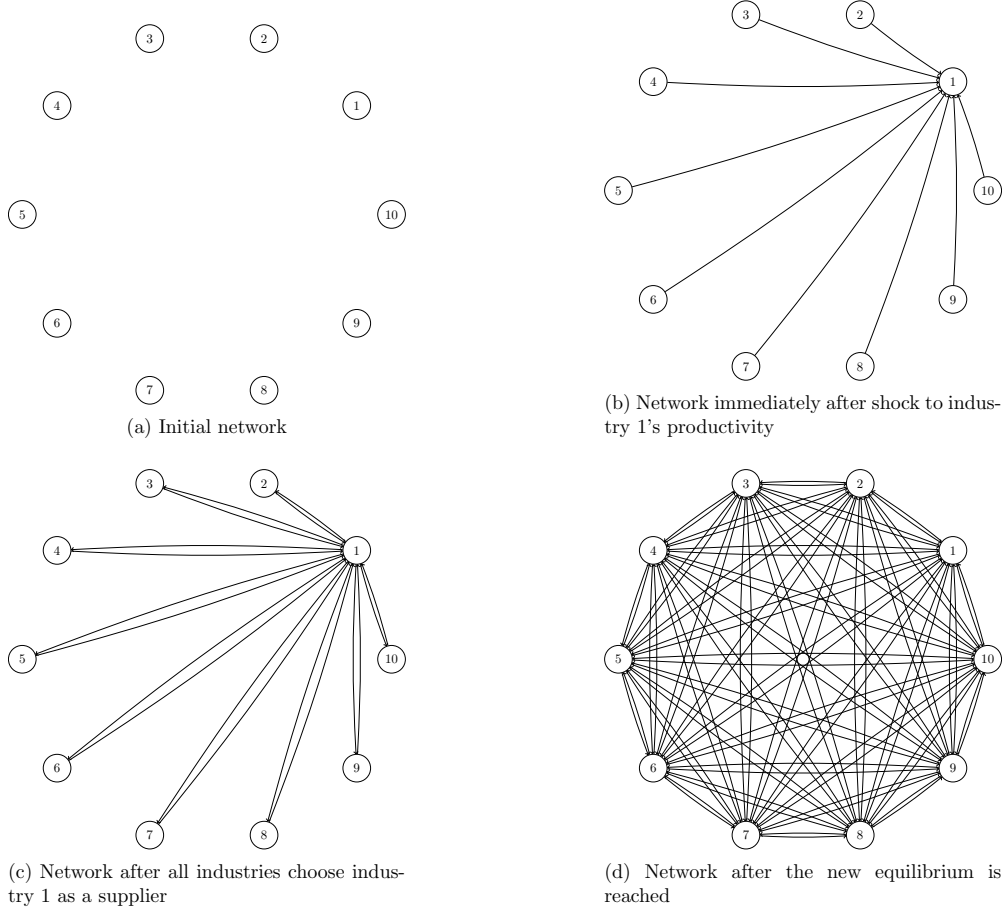 3 2
4 1
5 10
6 9
7 8
(a) Initial network
3 2
4 1
5 10
6 9
7 8
(b) Network immediately after shock to indus-
try 1's productivity
3 2
4 1
5 10
6 9
7 8
(c) Network after all industries choose indus-
try 1 as a supplier
3 2
4 1
5 10
6 9
7 8
(d) Network after the new equilibrium is
reached